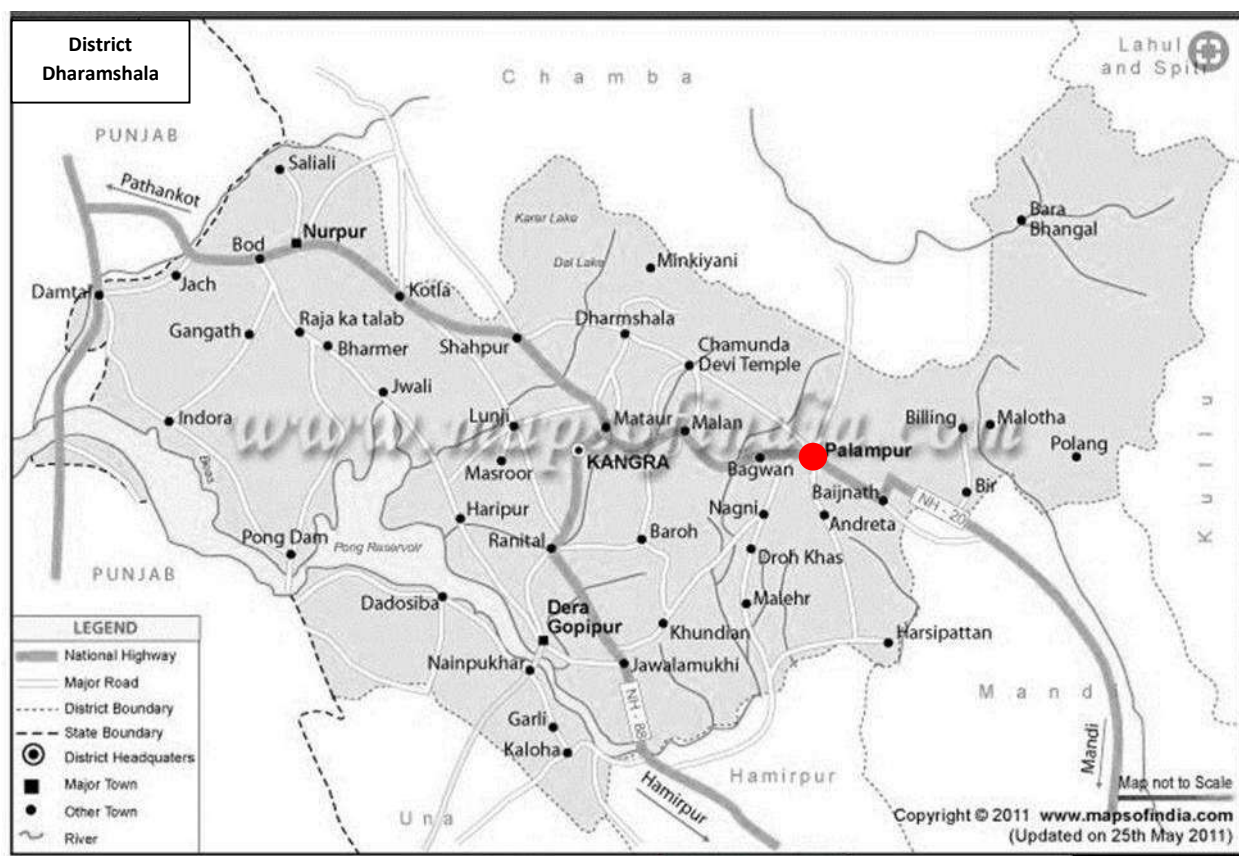 District
Dharamshala
Lahul
and Spiti
C h a m b a
PUNJAB
Saliali
Pathankot
Bara
Bhangal
Karer Lake
Nurpur
Bod
Dal Lake
Minkiyani
Jach
Damtal
Kotla
Raja ka talab
Dharmshala
Gangath
Bharmer
Shahpur
Chamunda
Devi Temple
Jwali
Indora
Lunji
Mataur
Malan
Billing
Malotha
www.mapsofindia.com
Polang
Palampur
KANGRA
Masroor
Bagwan
Baijnath
Bir
NH - 20
K u l l l u
Haripur
Nagni
Andreta
Beas
Pong Dam
Pong Reservoir
Ranital
Baroh
Droh Khas
PUNJAB
Dadosiba
Malehr
Dera
Gopipur
Khundian
Harsipattan
LEGEND
National Highway
Major Road
District Boundary
State Boundary
District Headquaters
Major Town
Other Town
River
Nainpukhar
Jawalamukhi
NH - 88
M a n d i
Garli
Kaloha
Hamirpur
Mandi
U n a
Hamirpur
Map not to Scale
Copyright © 2011 www.mapsofindia.com
(Updated on 25th May 2011)